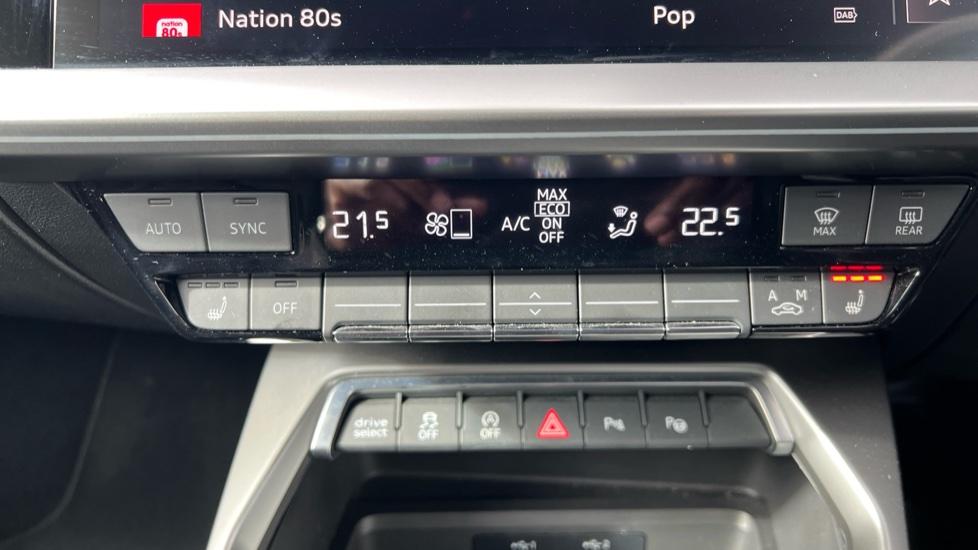 nation
80s
Nation 80s
Pop
DAB
MAX
21.5
A/C
ECO
22.5
ON
OFF
AUTO
SYNC
MAX
REAR
OFF
A M
drive
select
OFF
OFF
P
P